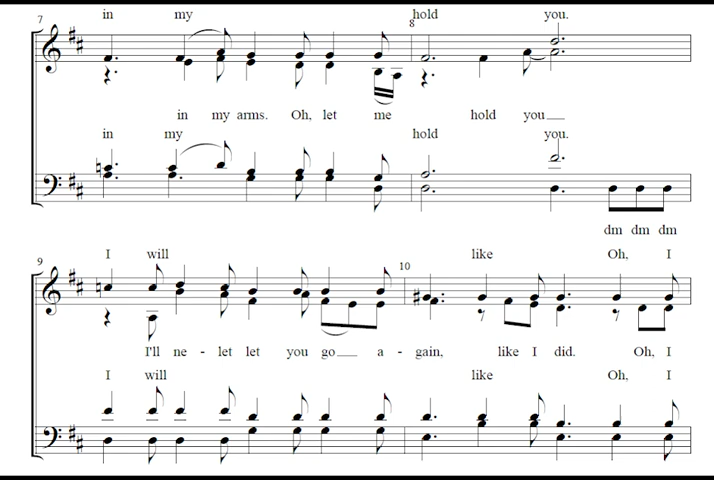 in my hold you.
7 8
in my arms. Oh, let me hold you
in my hold you.
dm dm dm
I will like Oh, I
9 10
I'll ne - let let you go a - gain, like I did. Oh, I
I will like Oh, I